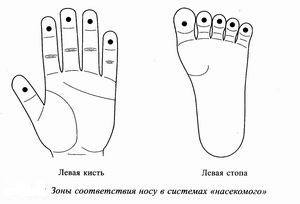 Левая кисть
Левая стопа
Зоны соответствия носу в системах «насекомого»